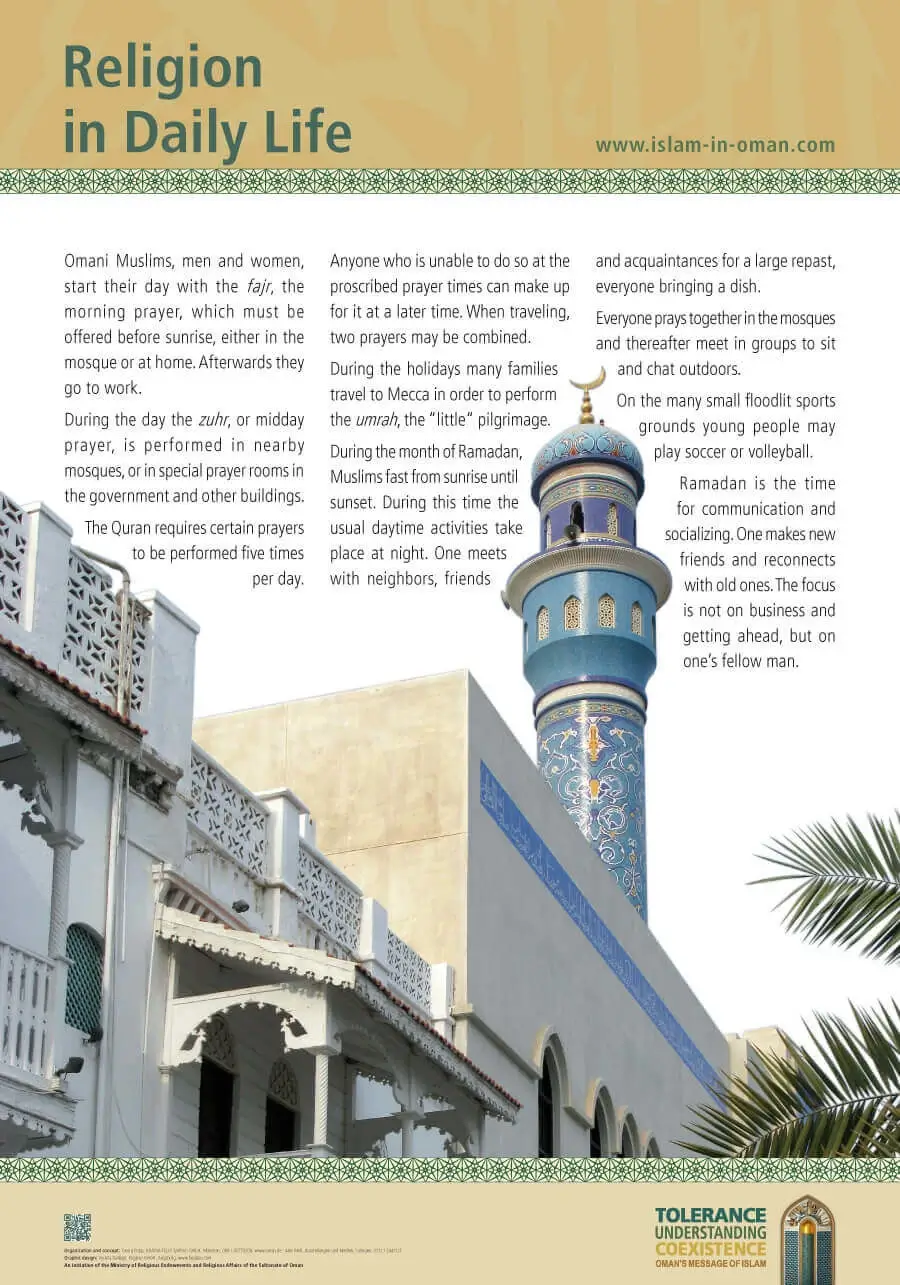 Religion
in Daily Life
www.islam-in-oman.com
Omani Muslims, men and women,
start their day with the fajr, the
morning prayer, which must be
offered before sunrise, either in the
mosque or at home. Afterwards they
go to work.
During the day the zuhr, or midday
prayer, is performed in nearby
mosques, or in special prayer rooms in
the government and other buildings.
The Quran requires certain prayers
to be performed five times
per day.
Anyone who is unable to do so at the
proscribed prayer times can make up
for it at a later time. When traveling,
two prayers may be combined.
During the holidays many families
travel to Mecca in order to perform
the umrah, the "little" pilgrimage.
During the month of Ramadan,
Muslims fast from sunrise until
sunset. During this time the
usual daytime activities take
place at night. One meets
with neighbors, friends
and acquaintances for a large repast,
everyone bringing a dish.
Everyone prays together in the mosques
and thereafter meet in groups to sit
and chat outdoors.
On the many small floodlit sports
grounds young people may
play soccer or volleyball.
Ramadan is the time
for communication and
socializing. One makes new
friends and reconnects
with old ones. The focus
is not on business and
getting ahead, but on
one's fellow man.
Organization and concept:
Graphic design:
An initiative of the Ministry of Religious Endowments and Religious Affairs of the Sultanate of Oman
TOLERANCE
UNDERSTANDING
COEXISTENCE
OMAN'S MESSAGE OF ISLAM